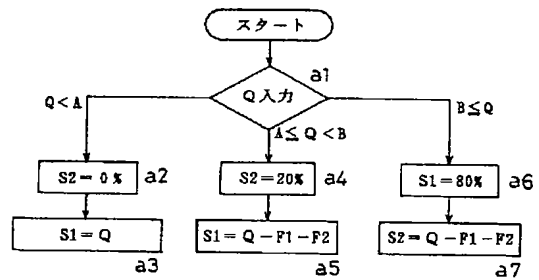 スタート
a1
Q入力
Q<A
A≦Q<B
B≦Q
S2=0%
a2
S2=20%
a4
S1=80%
a6
S1=Q
a3
S1=Q-F1-F2
a5
S2=Q-F1-F2
a7